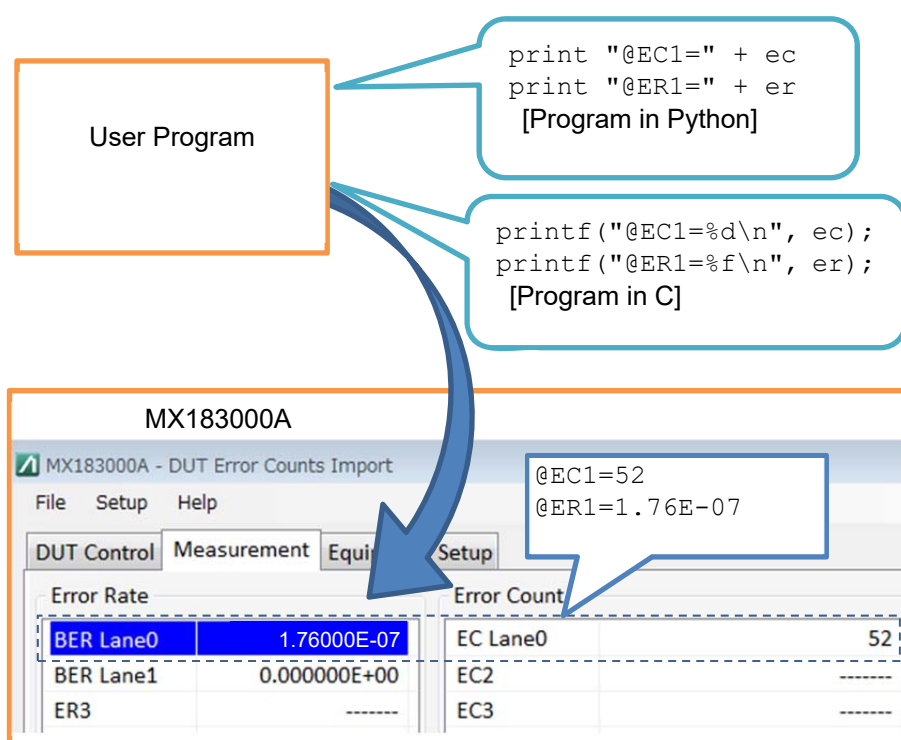 print "@EC1=" + ec
print "@ER1=" + er
[Program in Python]
User Program
printf("@EC1=%d\n", ec);
printf("@ER1=%f\n", er);
[Program in C]
MX183000A
MX183000A - DUT Error Counts Import
@EC1=52
@ER1=1.76E-07
File Setup Help
DUT Control Measurement Setup
Error Rate Error Count
BER Lane0 1.76000E-07 EC Lane0 52
BER Lane1 0.000000E+00 EC2 -------
ER3 ------- EC3 -------